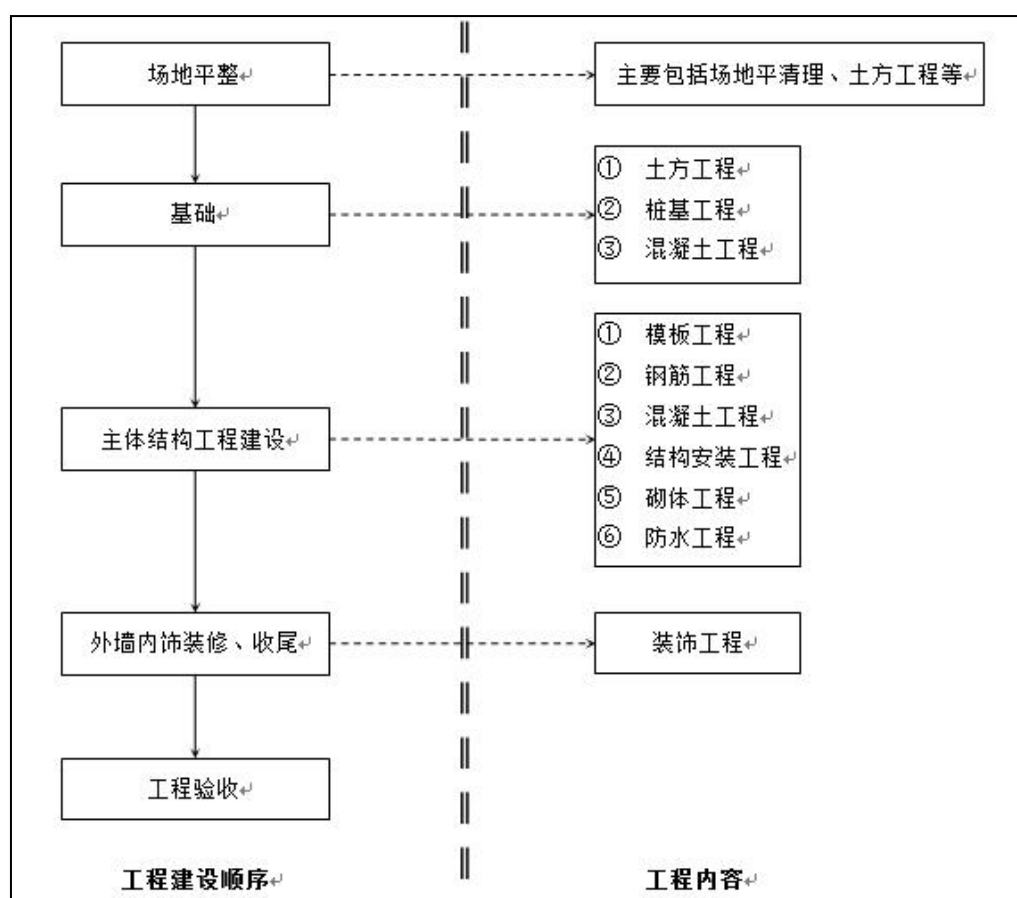 场地平整↵
主要包括场地平清理、土方工程等↵
基础↵
① 土方工程↵
② 桩基工程↵
③ 混凝土工程↵
主体结构工程建设↵
① 模板工程↵
② 钢筋工程↵
③ 混凝土工程↵
④ 结构安装工程↵
⑤ 砌体工程↵
⑥ 防水工程↵
外墙内饰装修、收尾↵
装饰工程↵
工程验收↵
工程建设顺序↵
工程内容↵